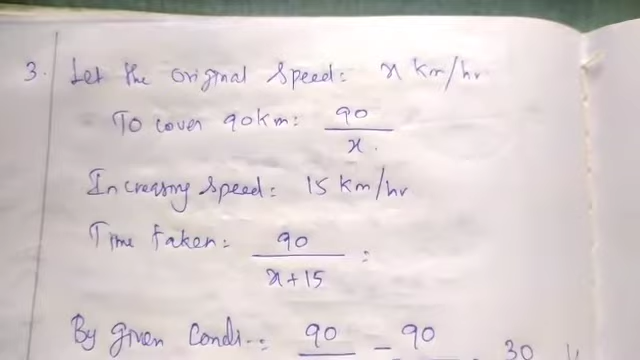 3. Let the original speed: x km/hr
To cover 90km: 90/x.
Increasing speed: 15 km/hr
Time taken: 90/x+15 :
By given Condi-: 90 - 90 30